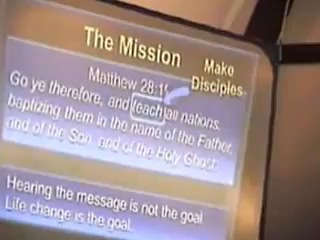 The Mission
Make
Disciples
Matthew 28:19
Go ye therefore, and teach all nations,
baptizing them in the name of the Father,
and of the Son, and of the Holy Ghost:
Hearing the message is not the goal
Life change is the goal.